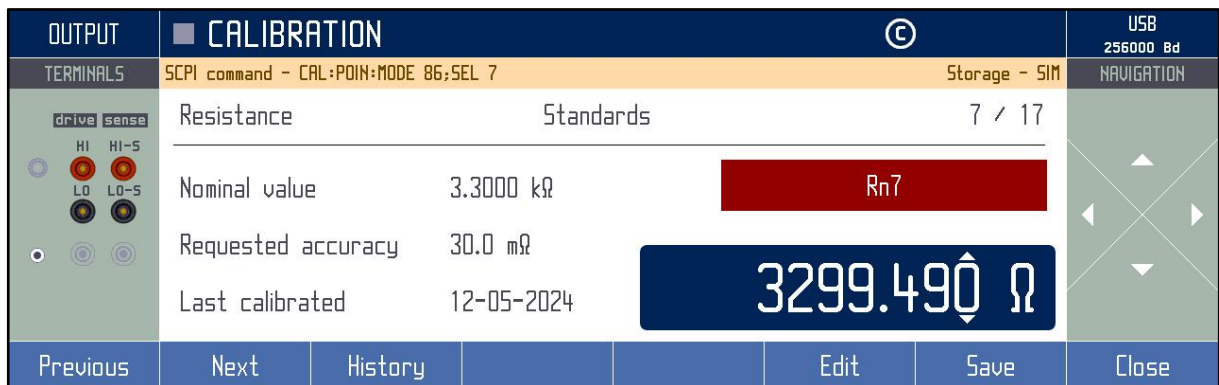 OUTPUT
CALIBRATION
©
USB
256000 Bd
TERMINALS
SCPI command - CAL:POIN:MODE 86;SEL 7
Storage - SIM
NAVIGATION
drive sense
HI HI-S
LO LO-S
Resistance Standards 7 / 17
Nominal value 3.3000 kΩ
Rn7
Requested accuracy 30.0 mΩ
Last calibrated 12-05-2024
3299.490 Ω
Previous Next History Edit Save Close